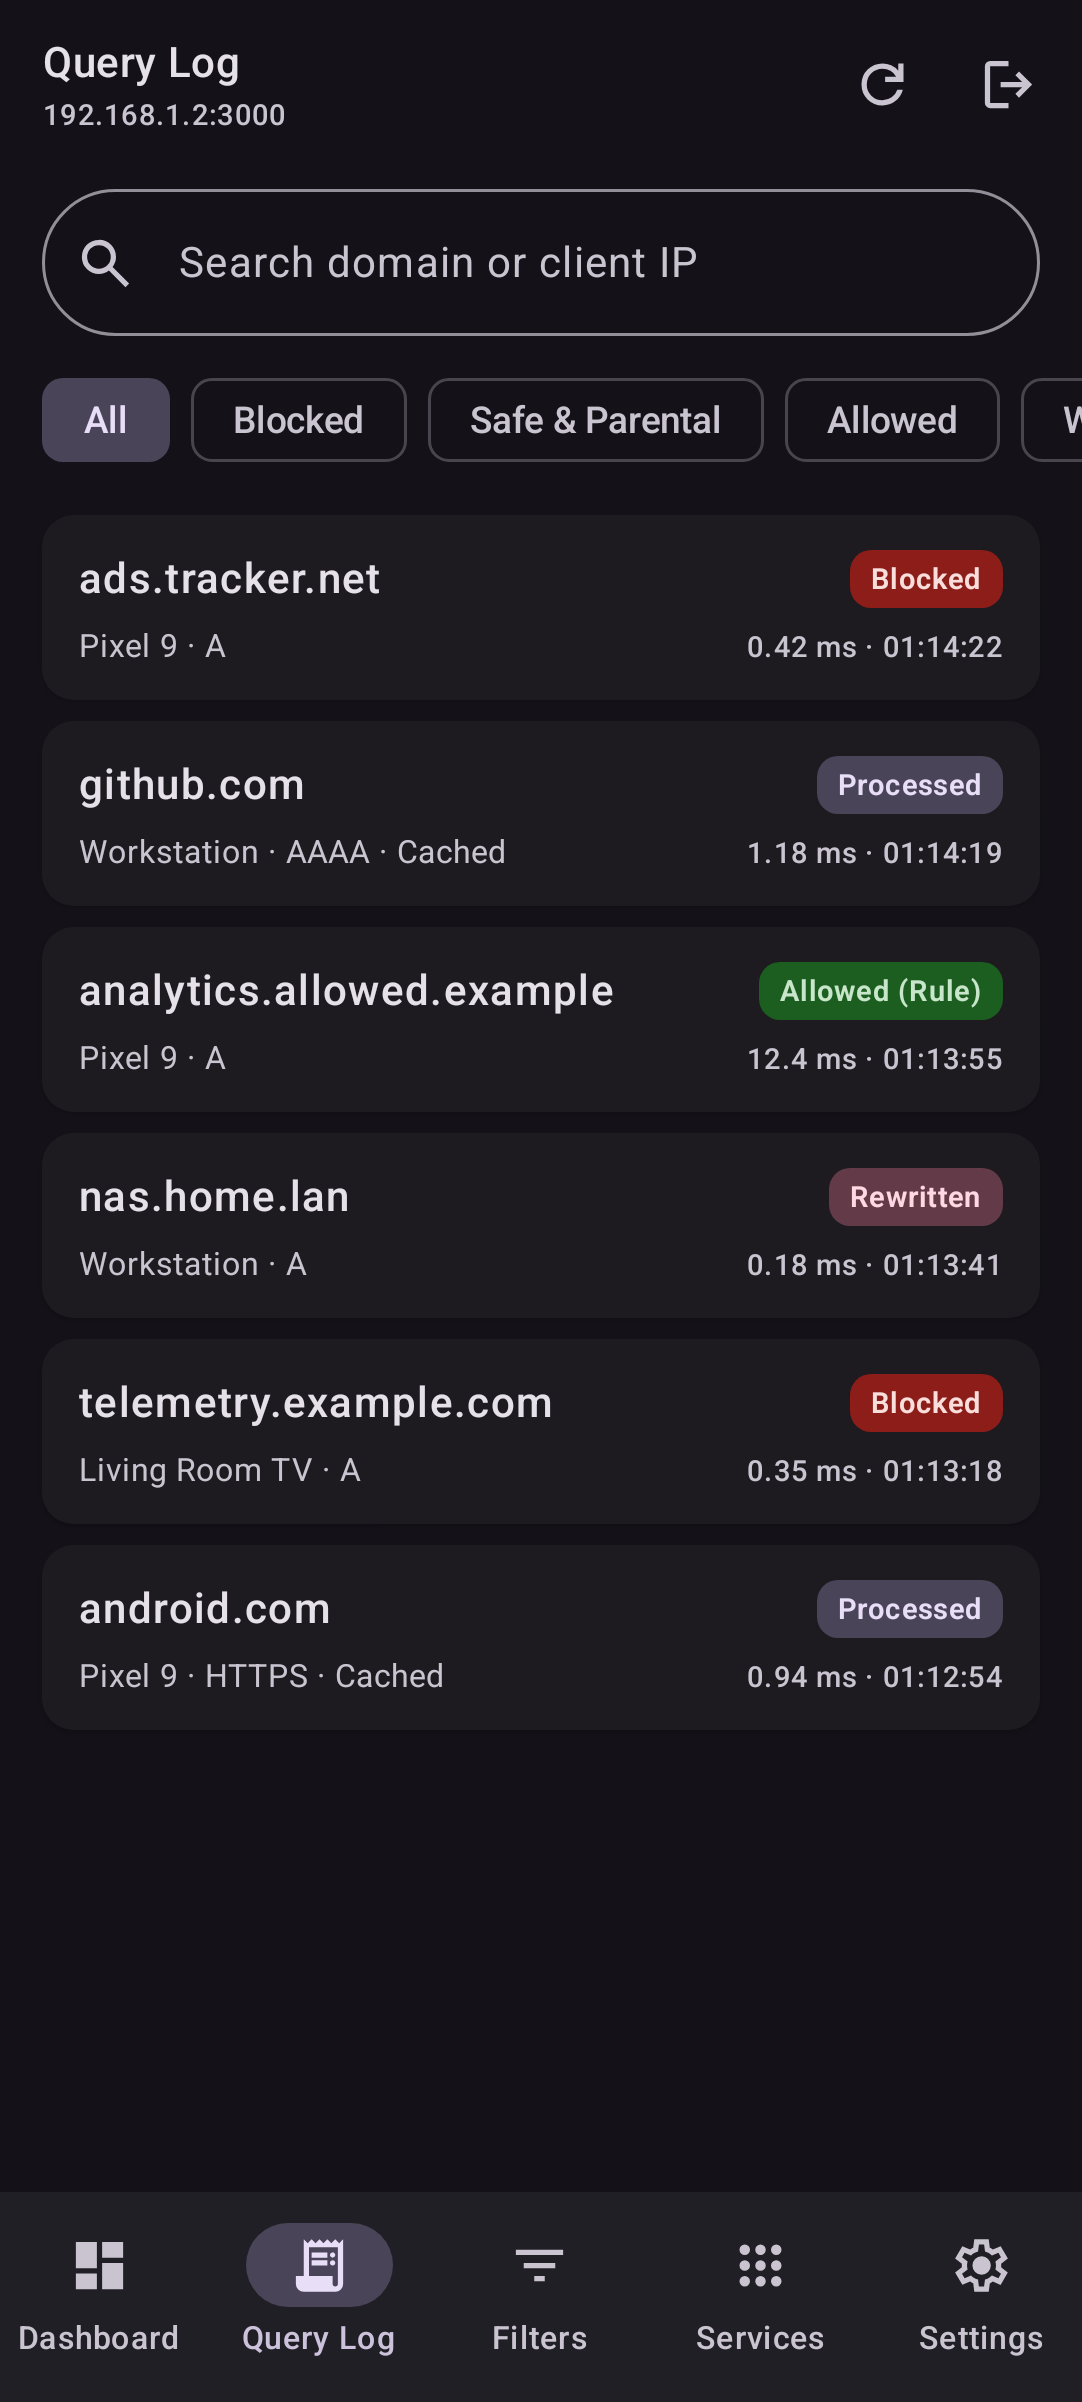 Query Log
192.168.1.2:3000
Search domain or client IP
All
Blocked
Safe & Parental
Allowed
ads.tracker.net
Blocked
Pixel 9 · A
0.42 ms · 01:14:22
github.com
Processed
Workstation · AAAA · Cached
1.18 ms · 01:14:19
analytics.allowed.example
Allowed (Rule)
Pixel 9 · A
12.4 ms · 01:13:55
nas.home.lan
Rewritten
Workstation · A
0.18 ms · 01:13:41
telemetry.example.com
Blocked
Living Room TV · A
0.35 ms · 01:13:18
android.com
Processed
Pixel 9 · HTTPS · Cached
0.94 ms · 01:12:54
Dashboard
Query Log
Filters
Services
Settings